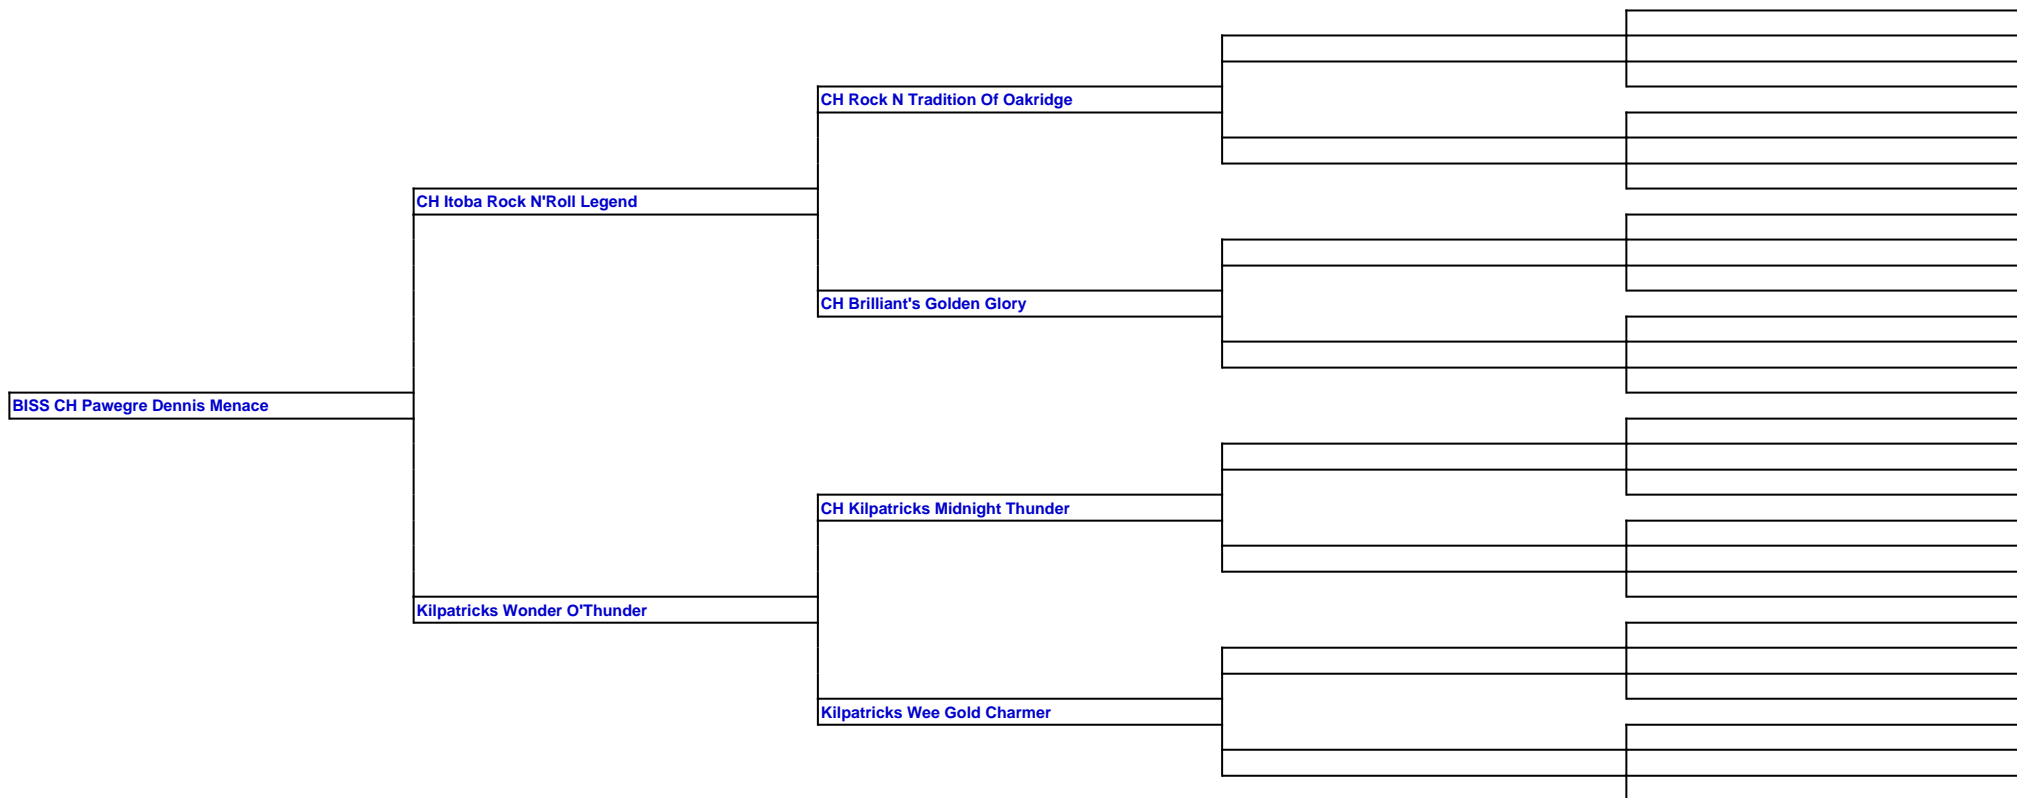 CH Rock N Tradition Of Oakridge
CH Itoba Rock N'Roll Legend
CH Brilliant's Golden Glory
BISS CH Pawegre Dennis Menace
CH Kilpatricks Midnight Thunder
Kilpatricks Wonder O'Thunder
Kilpatricks Wee Gold Charmer